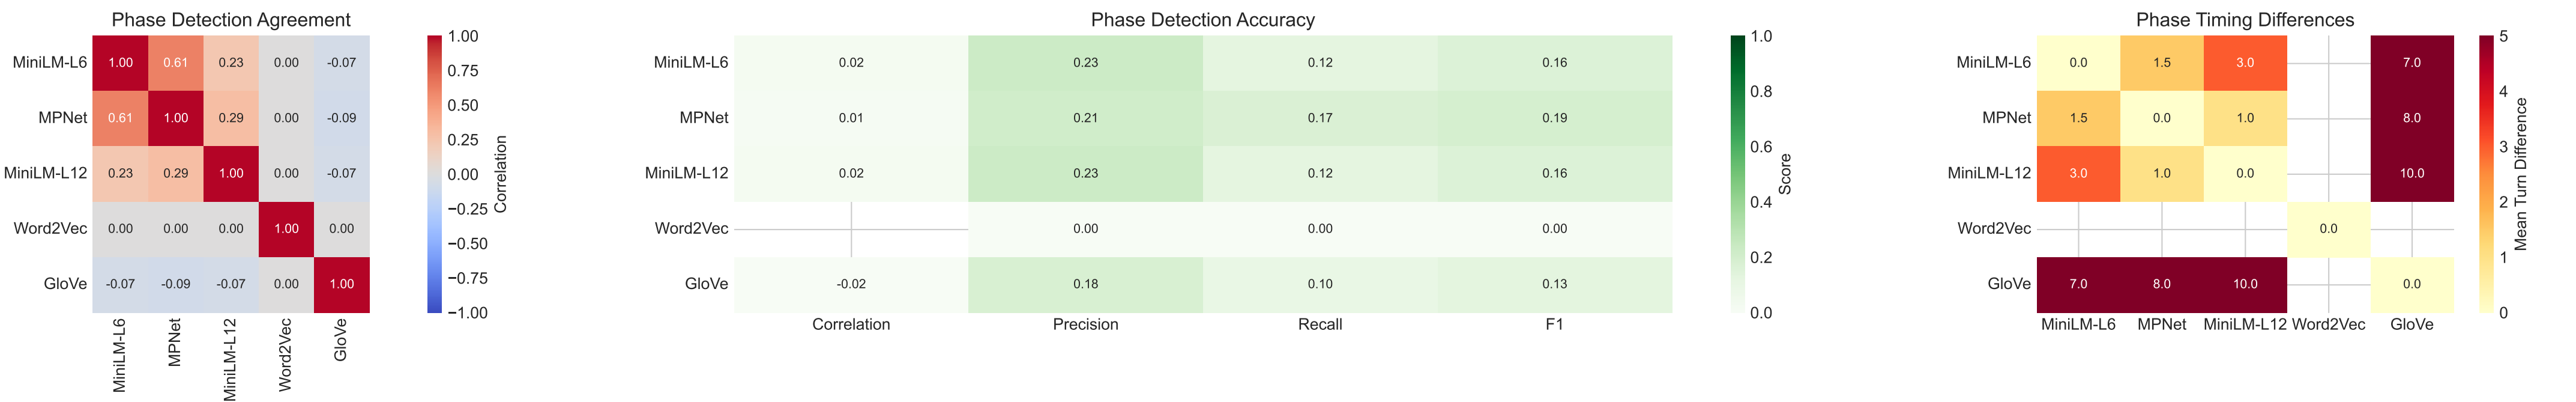 Phase Detection Agreement
MiniLM-L6 1.00 0.61 0.23 0.00 -0.07
MPNet 0.61 1.00 0.29 0.00 -0.09
MiniLM-L12 0.23 0.29 1.00 0.00 -0.07
Word2Vec 0.00 0.00 0.00 1.00 0.00
GloVe -0.07 -0.09 -0.07 0.00 1.00
MiniLM-L6 MPNet MiniLM-L12 Word2Vec GloVe
1.00
0.75
0.50
0.25
0.00
−0.25
−0.50
−0.75
−1.00
Correlation
Phase Detection Accuracy
MiniLM-L6 0.02 0.23 0.12 0.16
MPNet 0.01 0.21 0.17 0.19
MiniLM-L12 0.02 0.23 0.12 0.16
Word2Vec 0.00 0.00 0.00
GloVe -0.02 0.18 0.10 0.13
Correlation Precision Recall F1
1.0
0.8
0.6
0.4
0.2
0.0
Score
Phase Timing Differences
MiniLM-L6 0.0 1.5 3.0 7.0
MPNet 1.5 0.0 1.0 8.0
MiniLM-L12 3.0 1.0 0.0 10.0
Word2Vec 0.0
GloVe 7.0 8.0 10.0 0.0
MiniLM-L6 MPNet MiniLM-L12 Word2Vec GloVe
5
4
3
2
1
0
Mean Turn Difference